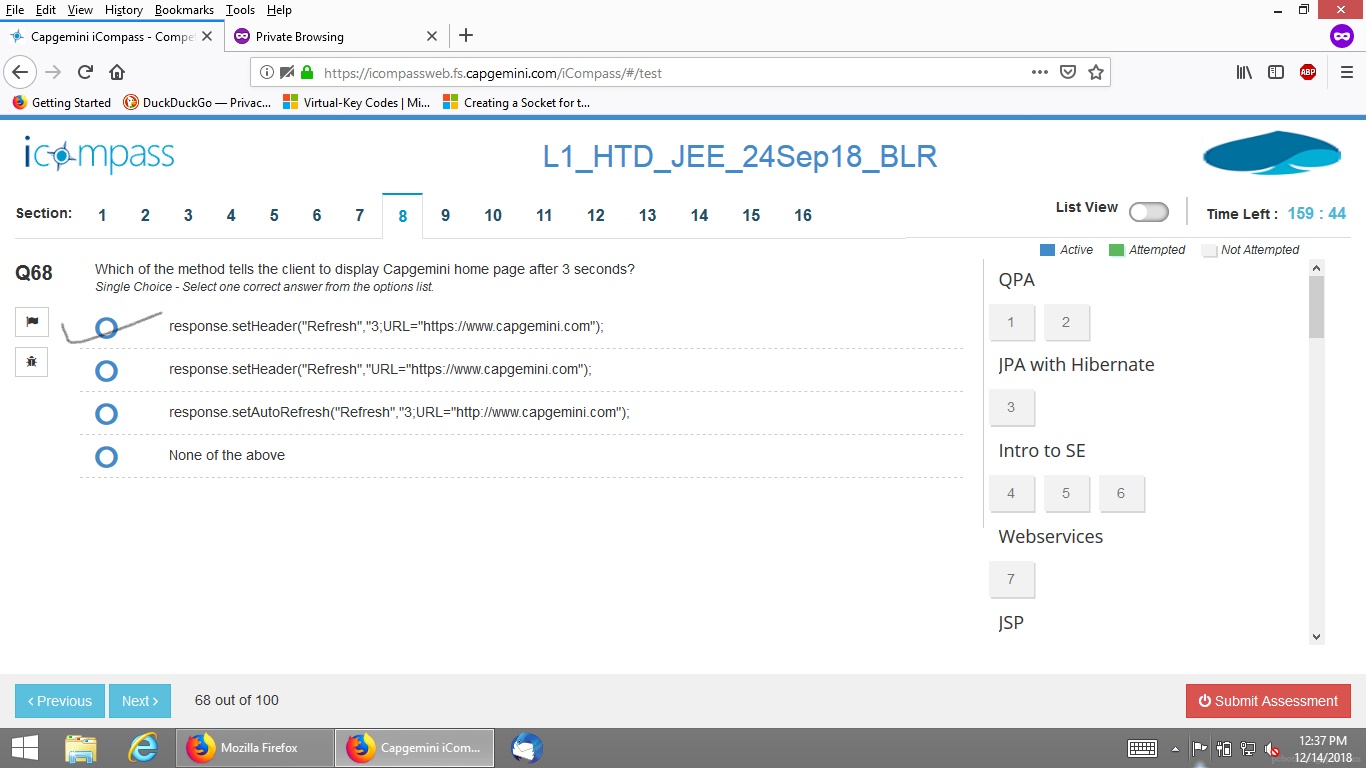 File Edit View History Bookmarks Tools Help
Capgemini iCompass - Compe
Private Browsing
https://icompassweb.fs.capgemini.com/iCompass/#/test
ABP
Getting Started
DuckDuckGo — Privac...
Virtual-Key Codes | Mi...
Creating a Socket for t...
icompass
L1_HTD_JEE_24Sep18_BLR
Section: 1 2 3 4 5 6 7 8 9 10 11 12 13 14 15 16
List View
Time Left : 159 : 44
Active Attempted Not Attempted
Q68
Which of the method tells the client to display Capgemini home page after 3 seconds?
Single Choice - Select one correct answer from the options list.
response.setHeader("Refresh","3;URL="https://www.capgemini.com");
response.setHeader("Refresh","URL="https://www.capgemini.com");
response.setAutoRefresh("Refresh","3;URL="http://www.capgemini.com");
None of the above
QPA
1 2
JPA with Hibernate
3
Intro to SE
4 5 6
Webservices
7
JSP
‹ Previous
Next ›
68 out of 100
Submit Assessment
Mozilla Firefox
Capgemini iCom...
12:37 PM
12/14/2018